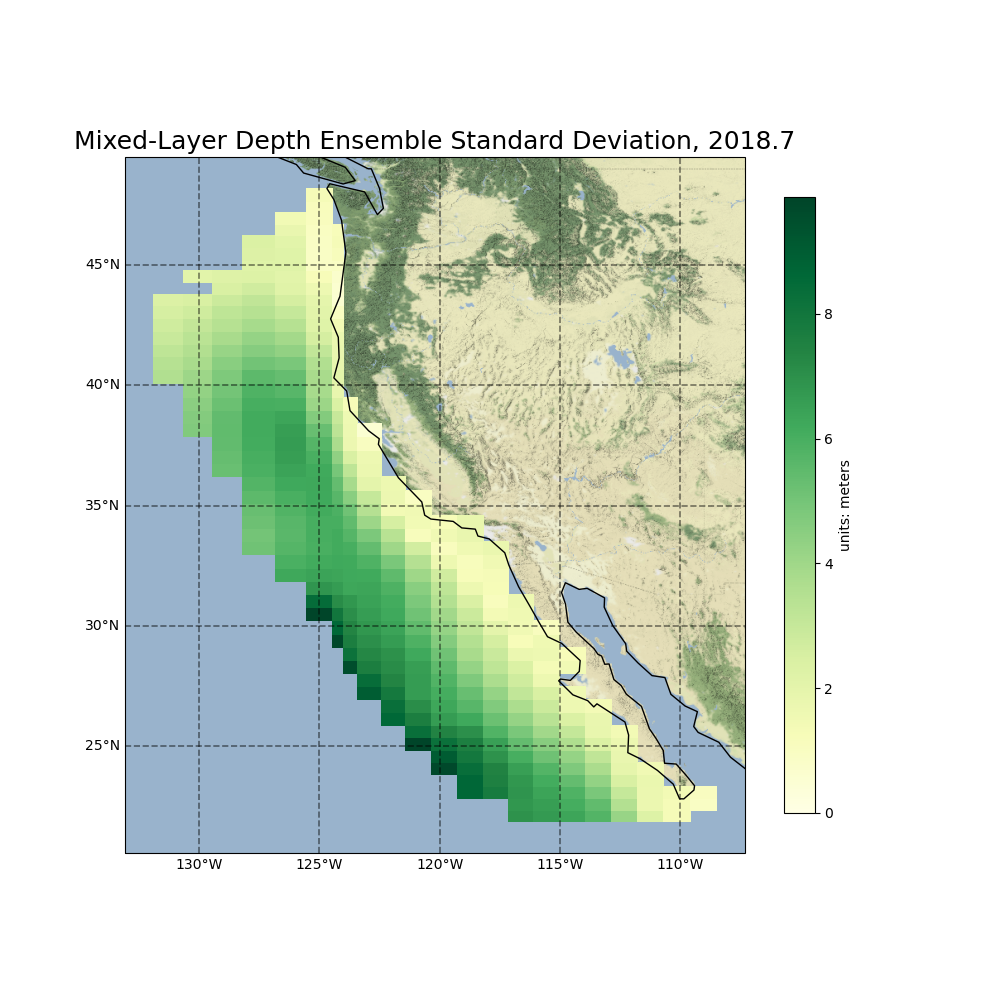 Mixed-Layer Depth Ensemble Standard Deviation, 2018.7
45°N
40°N
35°N
30°N
25°N
130°W
125°W
120°W
115°W
110°W
8
6
4
2
0
units: meters